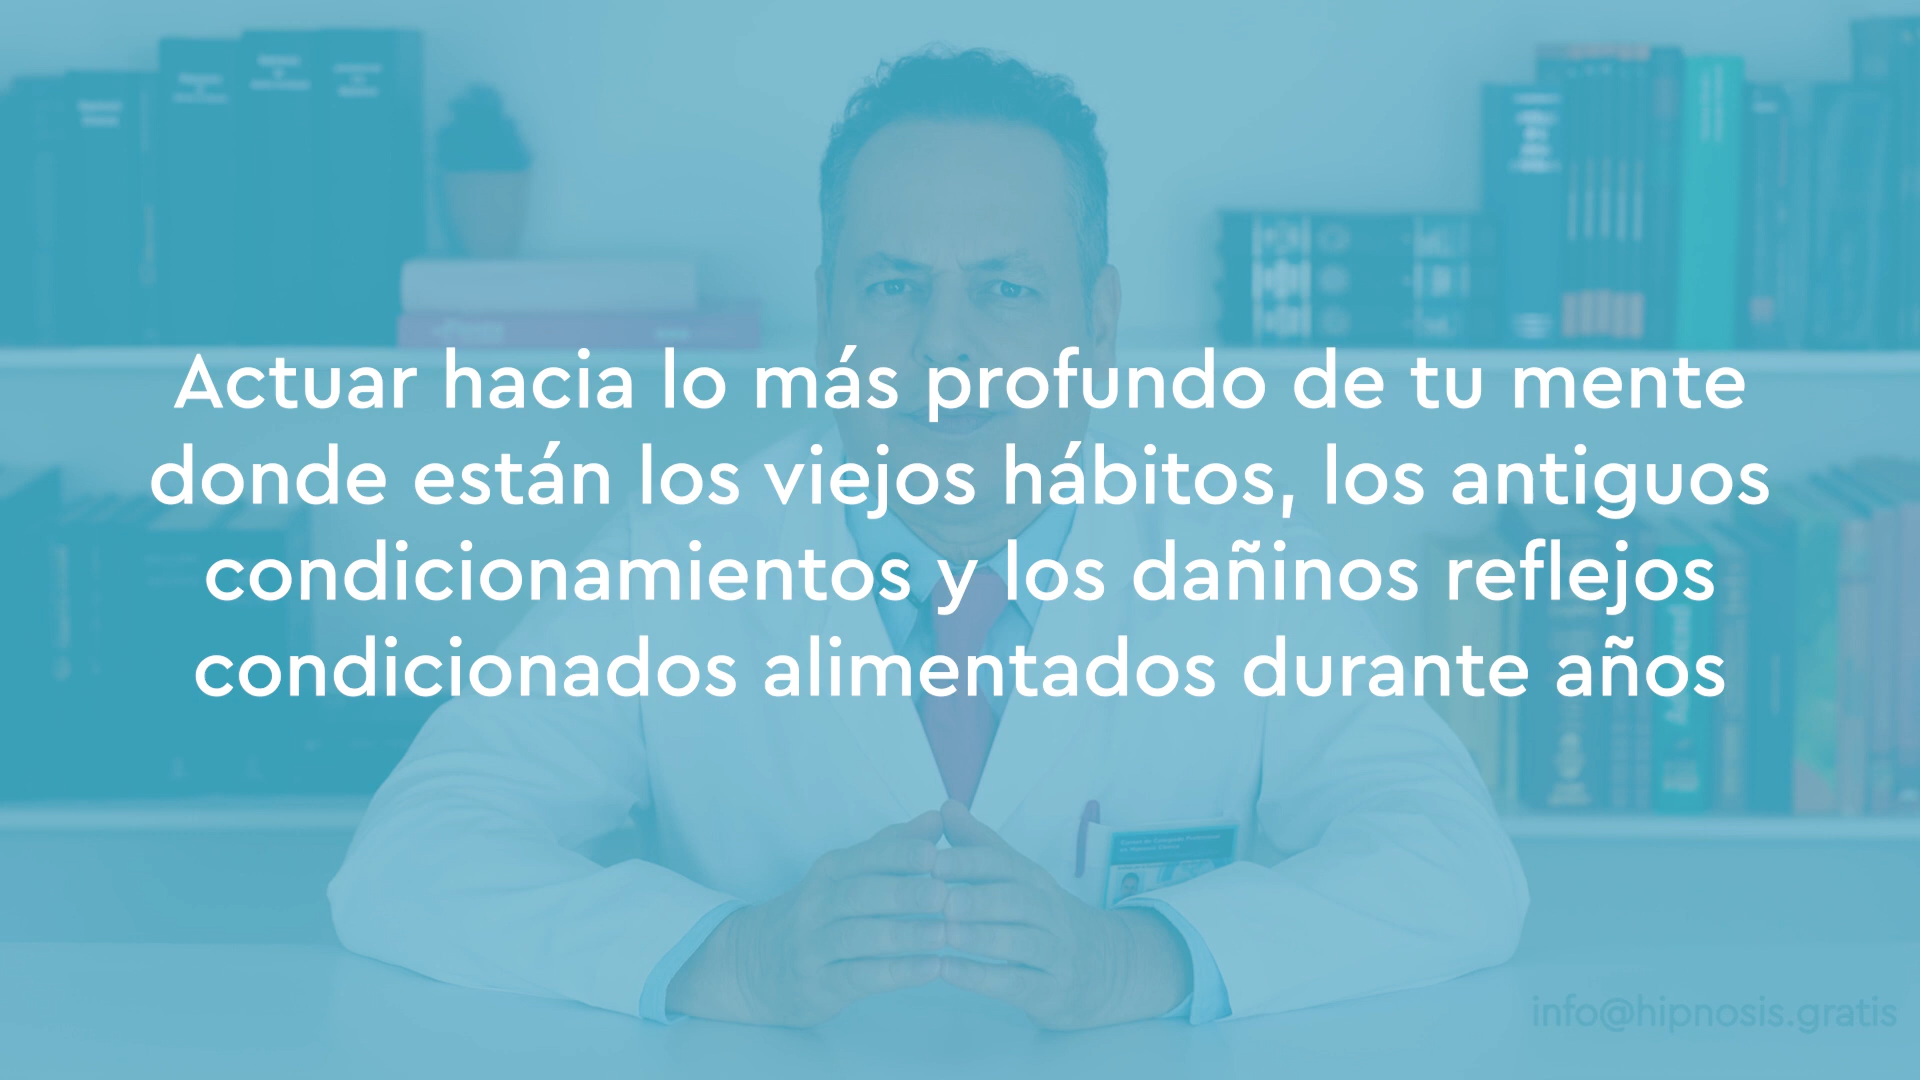 Actuar hacia lo más profundo de tu mente
donde están los viejos hábitos, los antiguos
condicionamientos y los dañinos reflejos
condicionados alimentados durante años
info@hipnosis.gratis